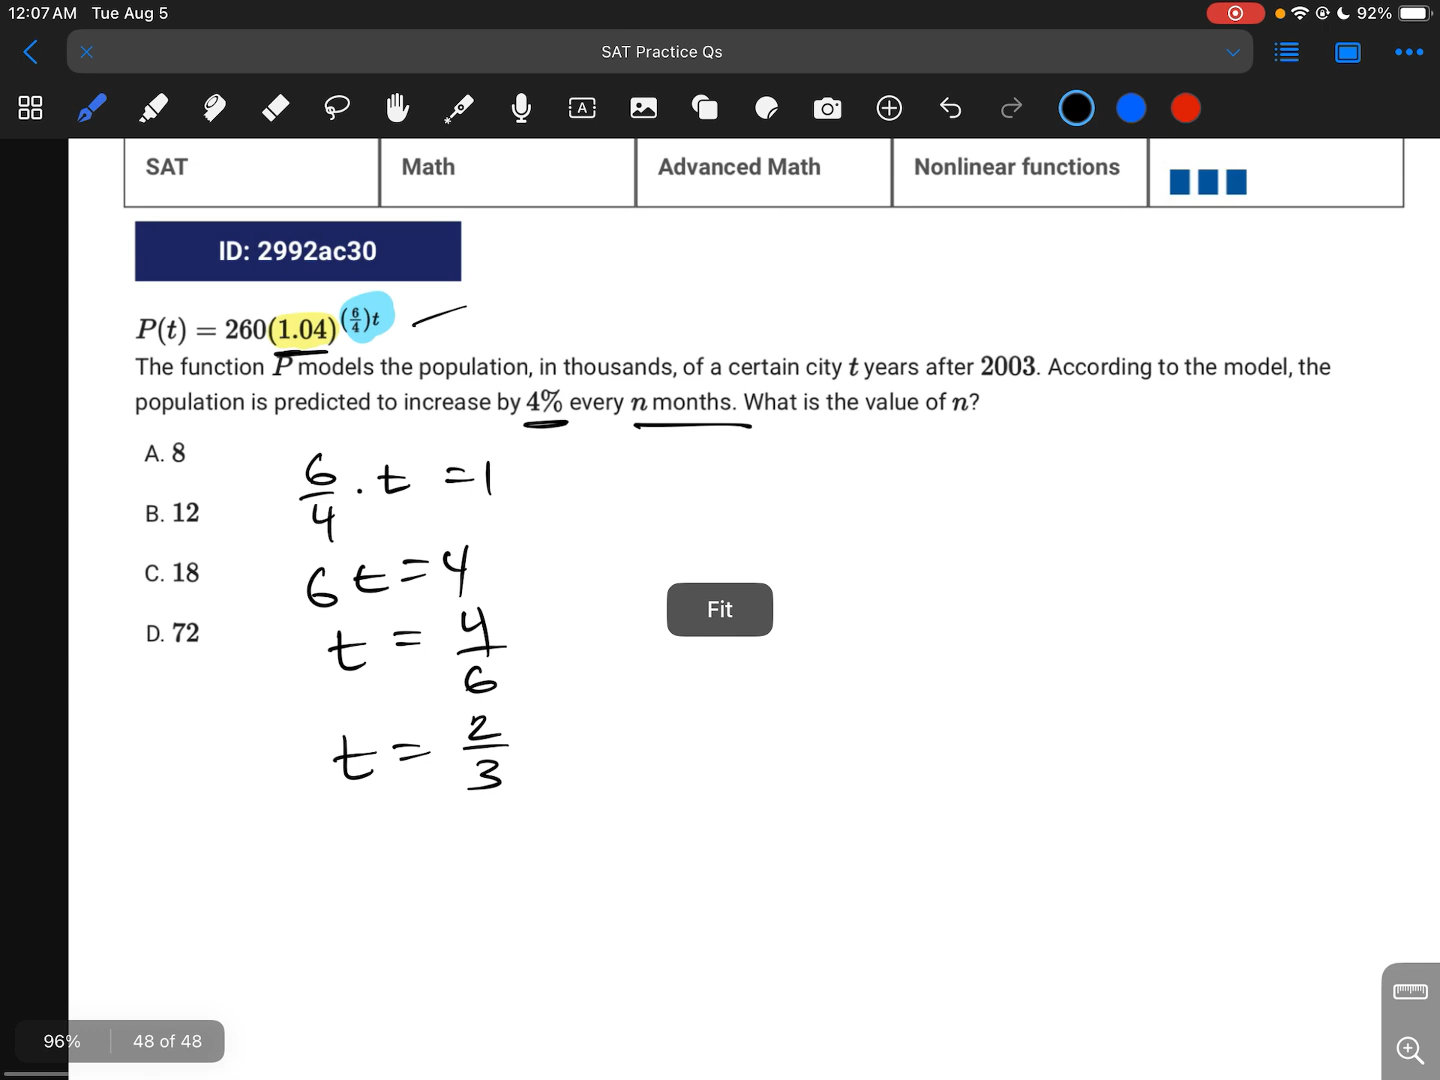 12:07 AM Tue Aug 5 92%
SAT Practice Qs
A
SAT Math Advanced Math Nonlinear functions
ID: 2992ac30
P(t) = 260(1.04)^(6/4)t
The function P models the population, in thousands, of a certain city t years after 2003. According to the model, the
population is predicted to increase by 4% every n months. What is the value of n?
A. 8
B. 12
C. 18
D. 72
6/4 · t = 1
6t = 4
t = 4/6
t = 2/3
Fit
96% 48 of 48